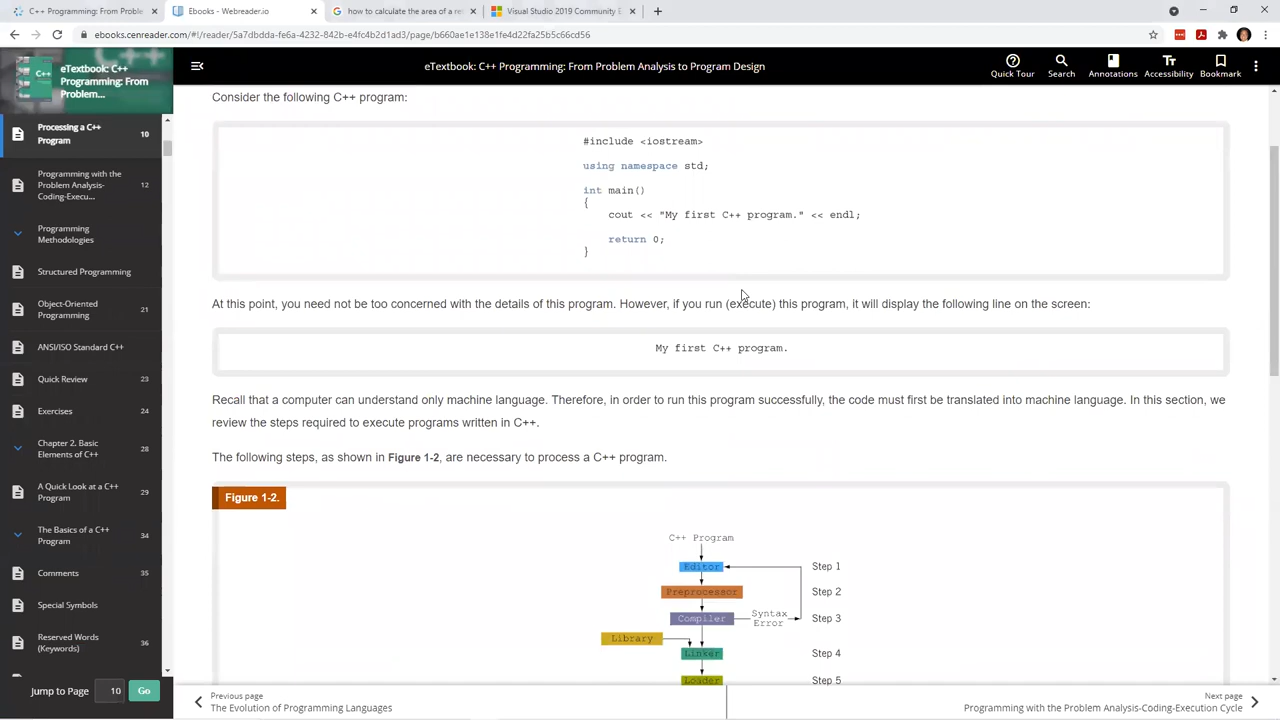 C++ Programming: From Prob
Ebooks - Webreader.io
how to calculate the area of a re
Visual Studio 2019 Community E
ebooks.cenreader.com/#!/reader/5a7dbdda-fe6a-4232-842b-e4fc4b2d1ad3/page/b660ae1e138e1fe4d22fa25b5c66cd56
C++
eTextbook: C++
Programming: From
Problem...
eTextbook: C++ Programming: From Problem Analysis to Program Design
Quick Tour
Search
Annotations
Accessibility
Bookmark
Processing a C++
Program
10
Programming with the
Problem Analysis-
Coding-Execu...
12
Programming
Methodologies
Structured Programming
Object-Oriented
Programming
21
ANSI/ISO Standard C++
Quick Review
23
Exercises
24
Chapter 2. Basic
Elements of C++
28
A Quick Look at a C++
Program
29
The Basics of a C++
Program
34
Comments
35
Special Symbols
Reserved Words
(Keywords)
36
Jump to Page
10
Go
Consider the following C++ program:
#include <iostream>
using namespace std;
int main()
{
cout << "My first C++ program." << endl;
return 0;
}
At this point, you need not be too concerned with the details of this program. However, if you run (execute) this program, it will display the following line on the screen:
My first C++ program.
Recall that a computer can understand only machine language. Therefore, in order to run this program successfully, the code must first be translated into machine language. In this section, we
review the steps required to execute programs written in C++.
The following steps, as shown in Figure 1-2, are necessary to process a C++ program.
Figure 1-2.
C++ Program
Editor
Step 1
Preprocessor
Step 2
Compiler
Syntax
Error
Step 3
Library
Linker
Step 4
Loader
Step 5
Previous page
The Evolution of Programming Languages
Next page
Programming with the Problem Analysis-Coding-Execution Cycle